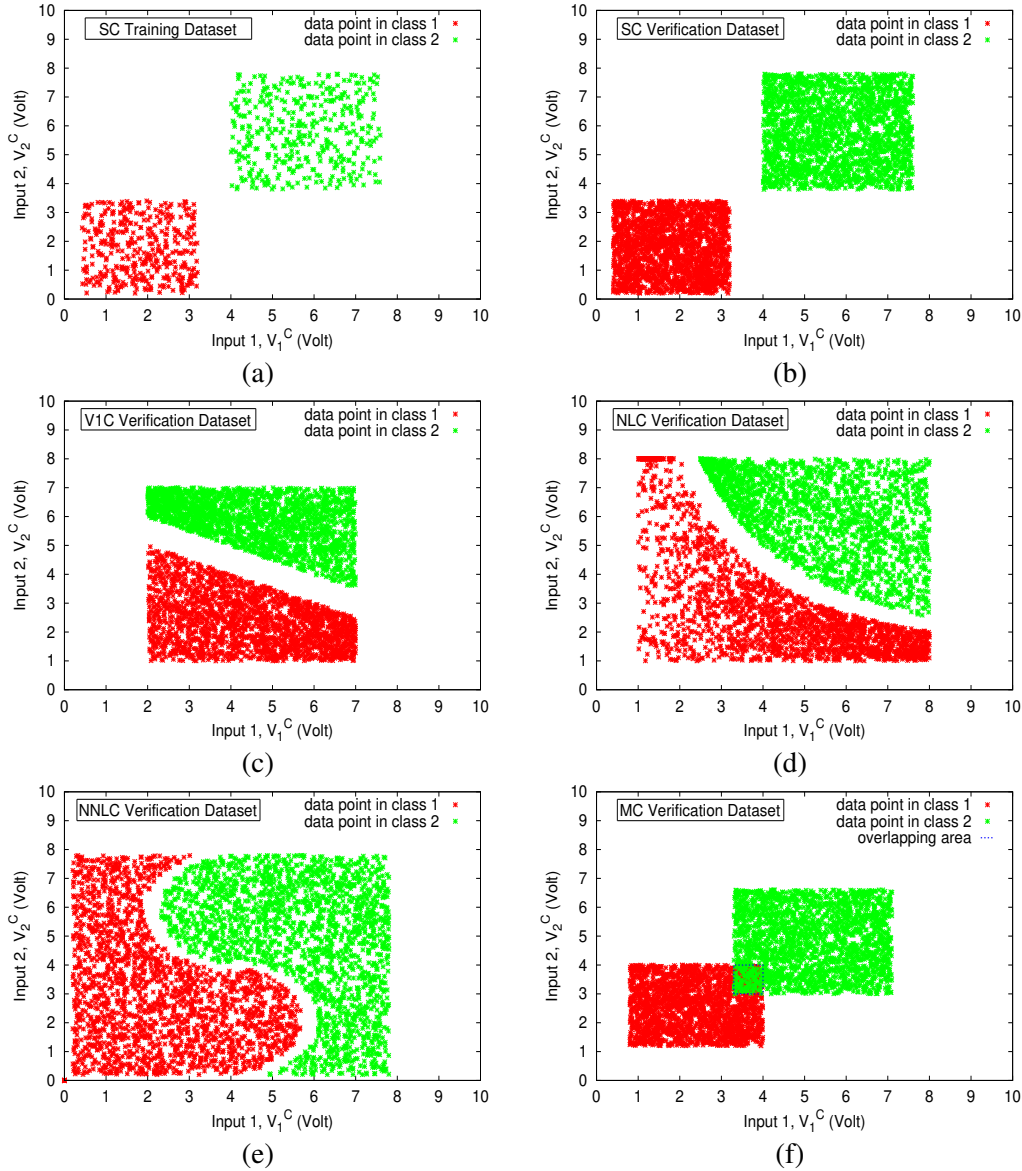 SC Training Dataset
data point in class 1
data point in class 2
10
9
8
7
6
5
4
3
2
1
0
Input 2, V₂ᶜ (Volt)
0 1 2 3 4 5 6 7 8 9 10
Input 1, V₁ᶜ (Volt)
(a)
SC Verification Dataset
data point in class 1
data point in class 2
10
9
8
7
6
5
4
3
2
1
0
Input 2, V₂ᶜ (Volt)
0 1 2 3 4 5 6 7 8 9 10
Input 1, V₁ᶜ (Volt)
(b)
V1C Verification Dataset
data point in class 1
data point in class 2
10
9
8
7
6
5
4
3
2
1
0
Input 2, V₂ᶜ (Volt)
0 1 2 3 4 5 6 7 8 9 10
Input 1, V₁ᶜ (Volt)
(c)
NLC Verification Dataset
data point in class 1
data point in class 2
10
9
8
7
6
5
4
3
2
1
0
Input 2, V₂ᶜ (Volt)
0 1 2 3 4 5 6 7 8 9 10
Input 1, V₁ᶜ (Volt)
(d)
NNLC Verification Dataset
data point in class 1
data point in class 2
10
9
8
7
6
5
4
3
2
1
0
Input 2, V₂ᶜ (Volt)
0 1 2 3 4 5 6 7 8 9 10
Input 1, V₁ᶜ (Volt)
(e)
MC Verification Dataset
data point in class 1
data point in class 2
overlapping area
10
9
8
7
6
5
4
3
2
1
0
Input 2, V₂ᶜ (Volt)
0 1 2 3 4 5 6 7 8 9 10
Input 1, V₁ᶜ (Volt)
(f)